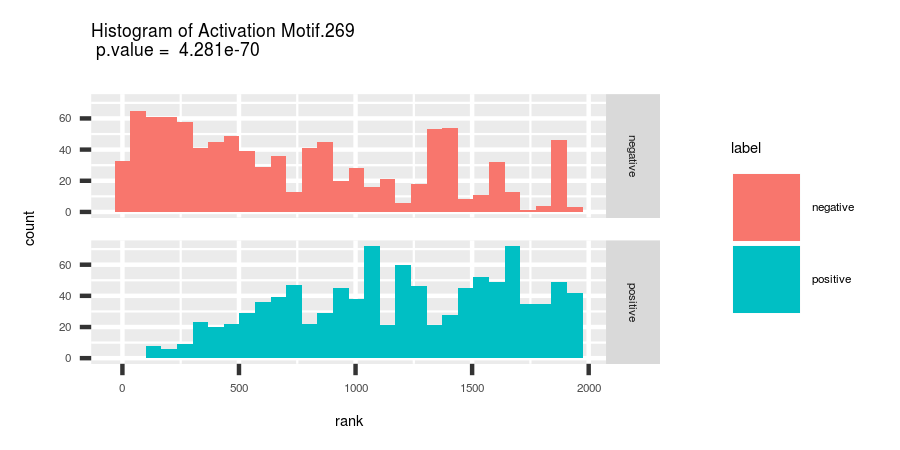 Histogram of Activation Motif.269
p.value = 4.281e-70
count
60
40
20
0
negative
60
40
20
0
positive
0 500 1000 1500 2000
rank
label
negative
positive